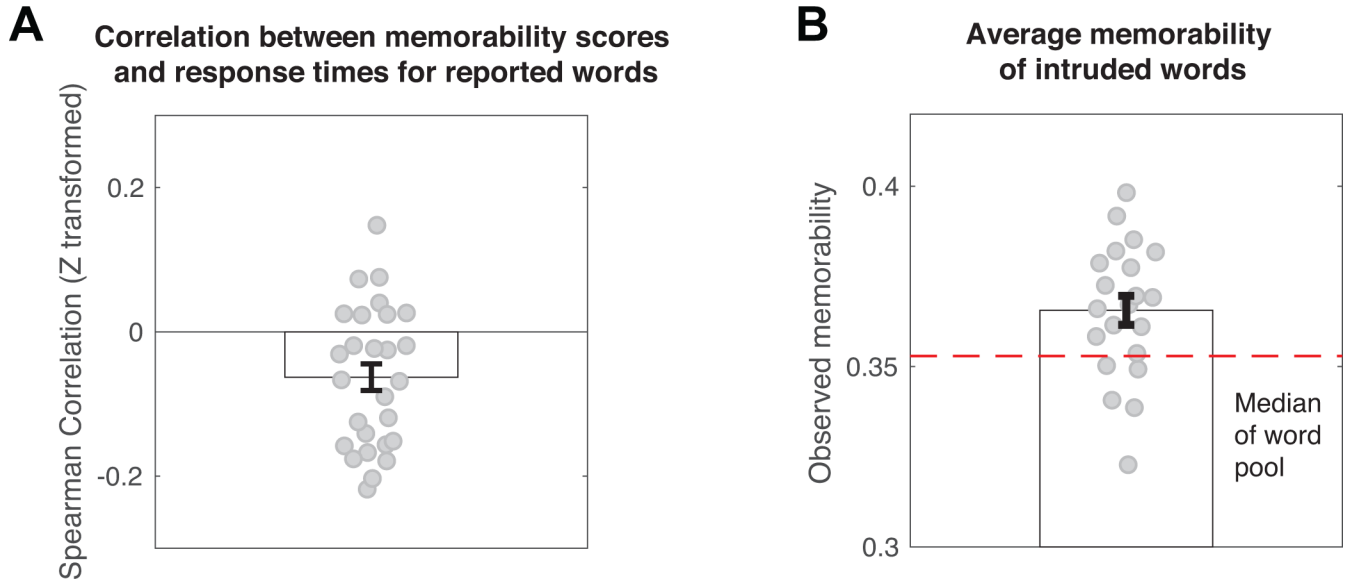 A
Correlation between memorability scores
and response times for reported words
Spearman Correlation (Z transformed)
0.2
0
-0.2
B
Average memorability
of intruded words
Observed memorability
0.4
0.35
0.3
Median
of word
pool